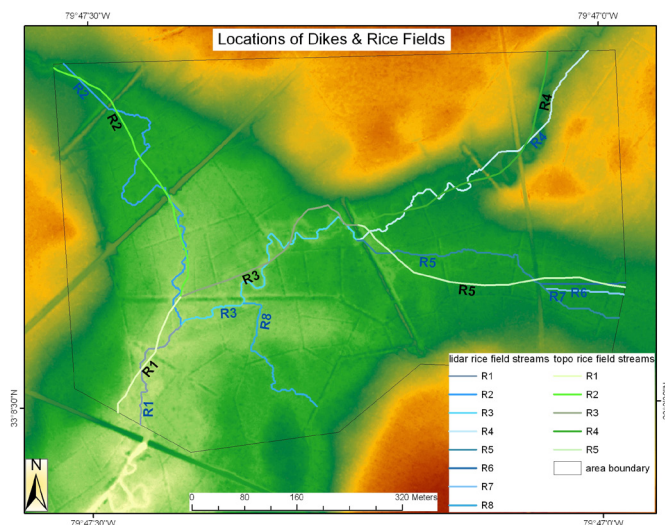 79°47'30"W
79°47'0"W
Locations of Dikes & Rice Fields
R2
R2
R4
R4
R3
R5
R5
R7
R6
R3
R8
R1
R1
33°8'30"N
lidar rice field streams
topo rice field streams
R1
R1
R2
R2
R3
R3
R4
R4
R5
R5
R6
area boundary
R7
R8
N
0
80
160
320 Meters
79°47'30"W
79°47'0"W